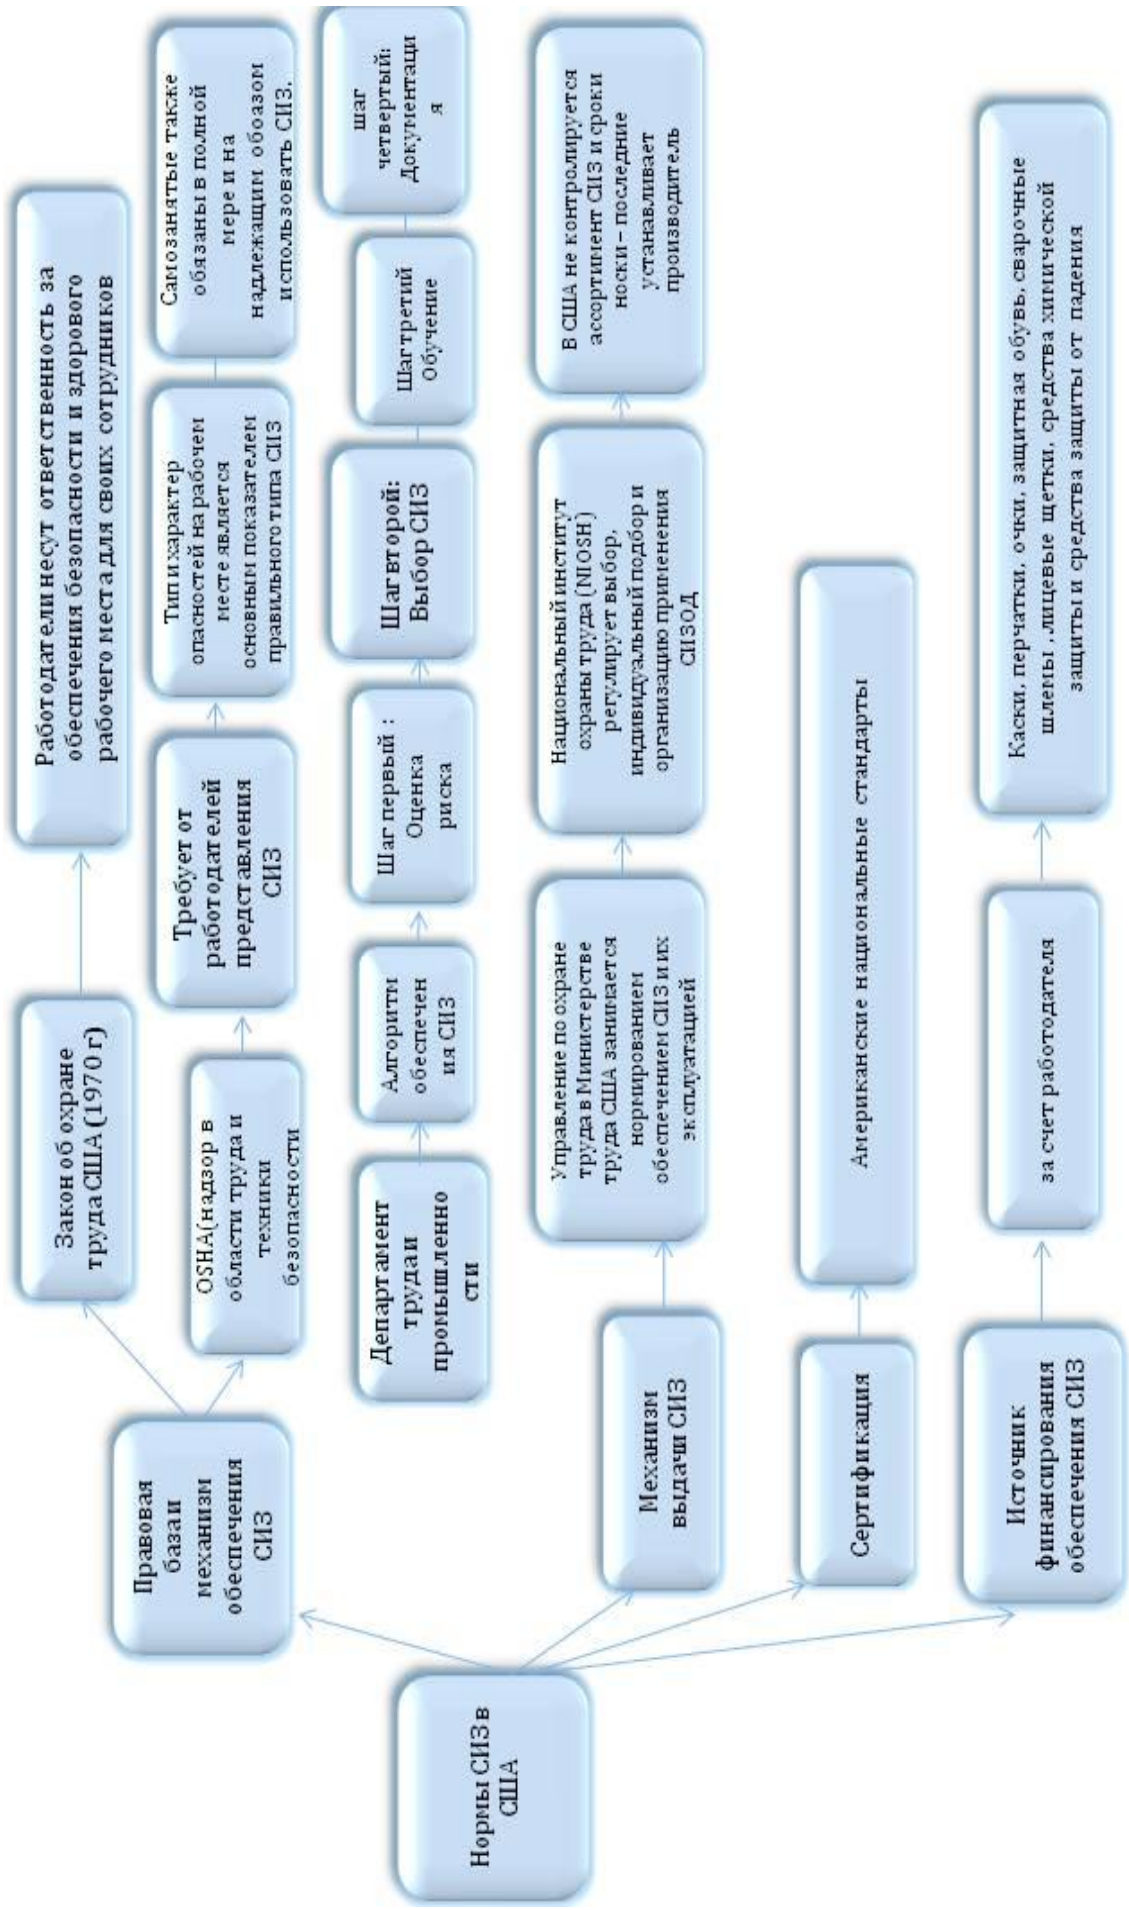 Нормы СИЗ в
США
Правовая
база и
механизм
обеспечения
СИЗ
Закон об охране
труда США (1970 г)
Работодатели несут ответственность за
обеспечения безопасности и здорового
рабочего места для своих сотрудников
OSHA(надзор в
области труда и
техники
безопасности
Требует от
работодателей
представления
СИЗ
Тип и характер
опасностей на рабочем
месте является
основным показателем
правильного типа СИЗ
Самозанятые также
обязаны в полной
мере и на
надлежащим обоазом
использовать СИЗ.
Департамент
труда и
промышленно
сти
Алгоритм
обеспечен
ия СИЗ
Шаг первый :
Оценка
риска
Шаг второй:
Выбор СИЗ
Шаг третий
Обучение
шаг
четвертый:
Документаци
я
Механизм
выдачи СИЗ
Управление по охране
труда в Министерстве
труда США занимается
нормированием
обеспечением СИЗ и их
эксплуатацией
Национальный институт
охраны труда (NIOSH)
регулирует выбор,
индивидуальный подбор и
организацию применения
СИЗОД
В США не контролируется
ассортимент СИЗ и сроки
носки – последние
устанавливает
производитель
Сертификация
Американские национальные стандарты
Источник
финансирования
обеспечения СИЗ
за счет работодателя
Каски, перчатки, очки, защитная обувь, сварочные
шлемы ,лицевые щетки, средства химической
защиты и средства защиты от падения